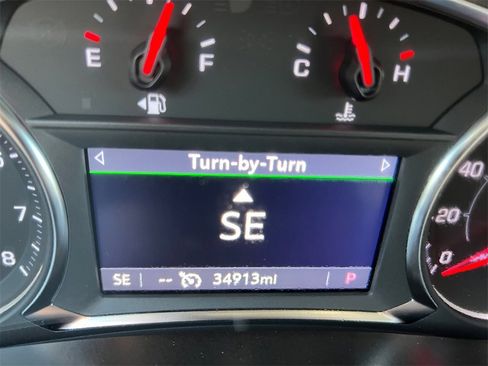 E F C H
Turn-by-Turn
SE
SE -- 34913mi P
7
8
40
20
0